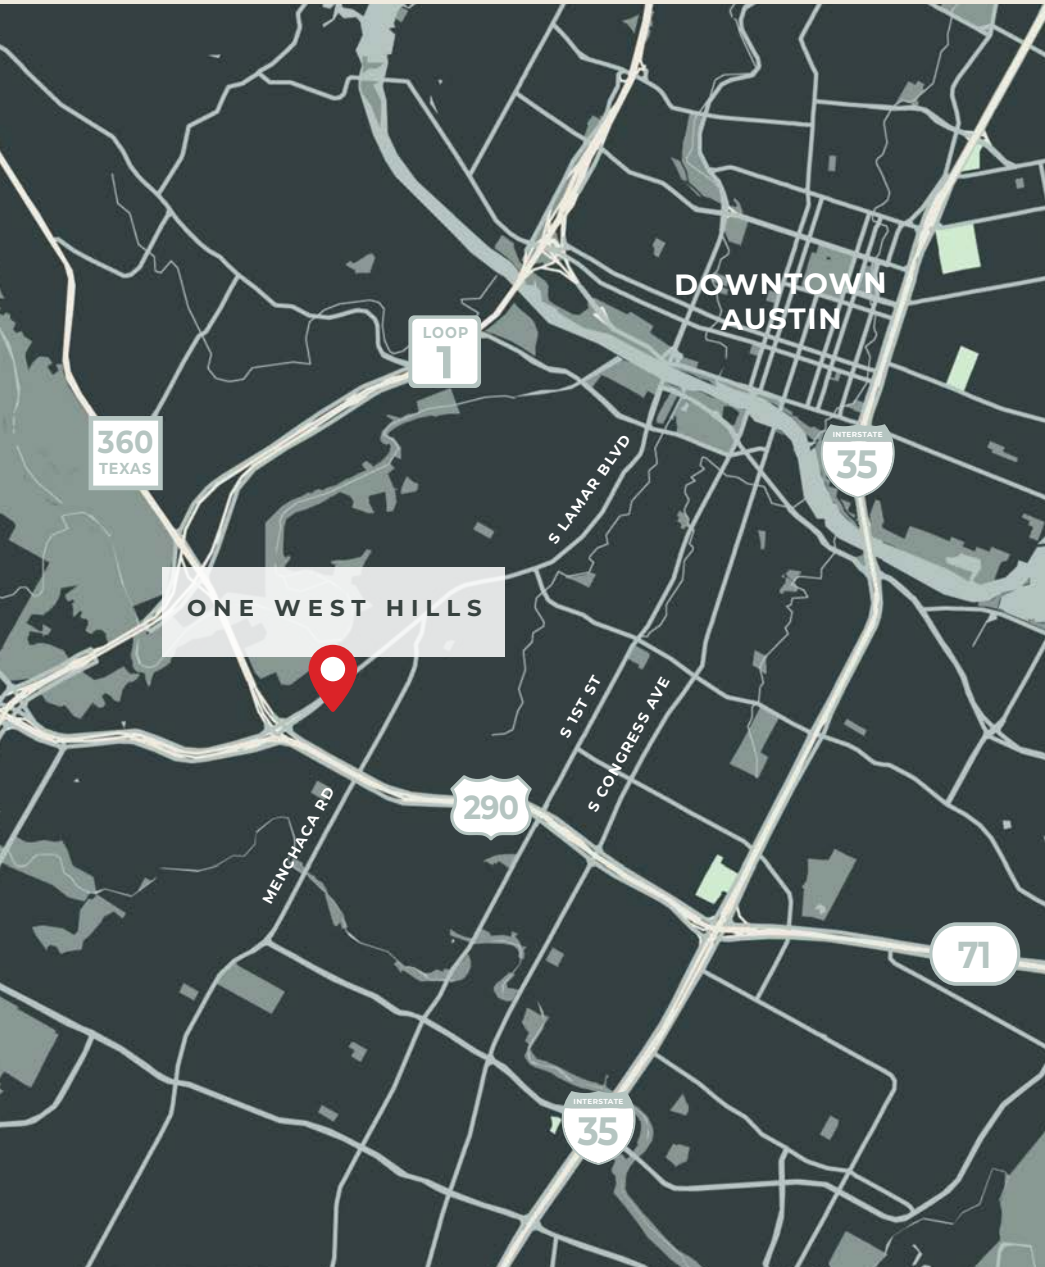 DOWNTOWN
AUSTIN
LOOP
1
360
TEXAS
INTERSTATE
35
S LAMAR BLVD
ONE WEST HILLS
S 1ST ST
S CONGRESS AVE
290
MENCHACA RD
71
INTERSTATE
35